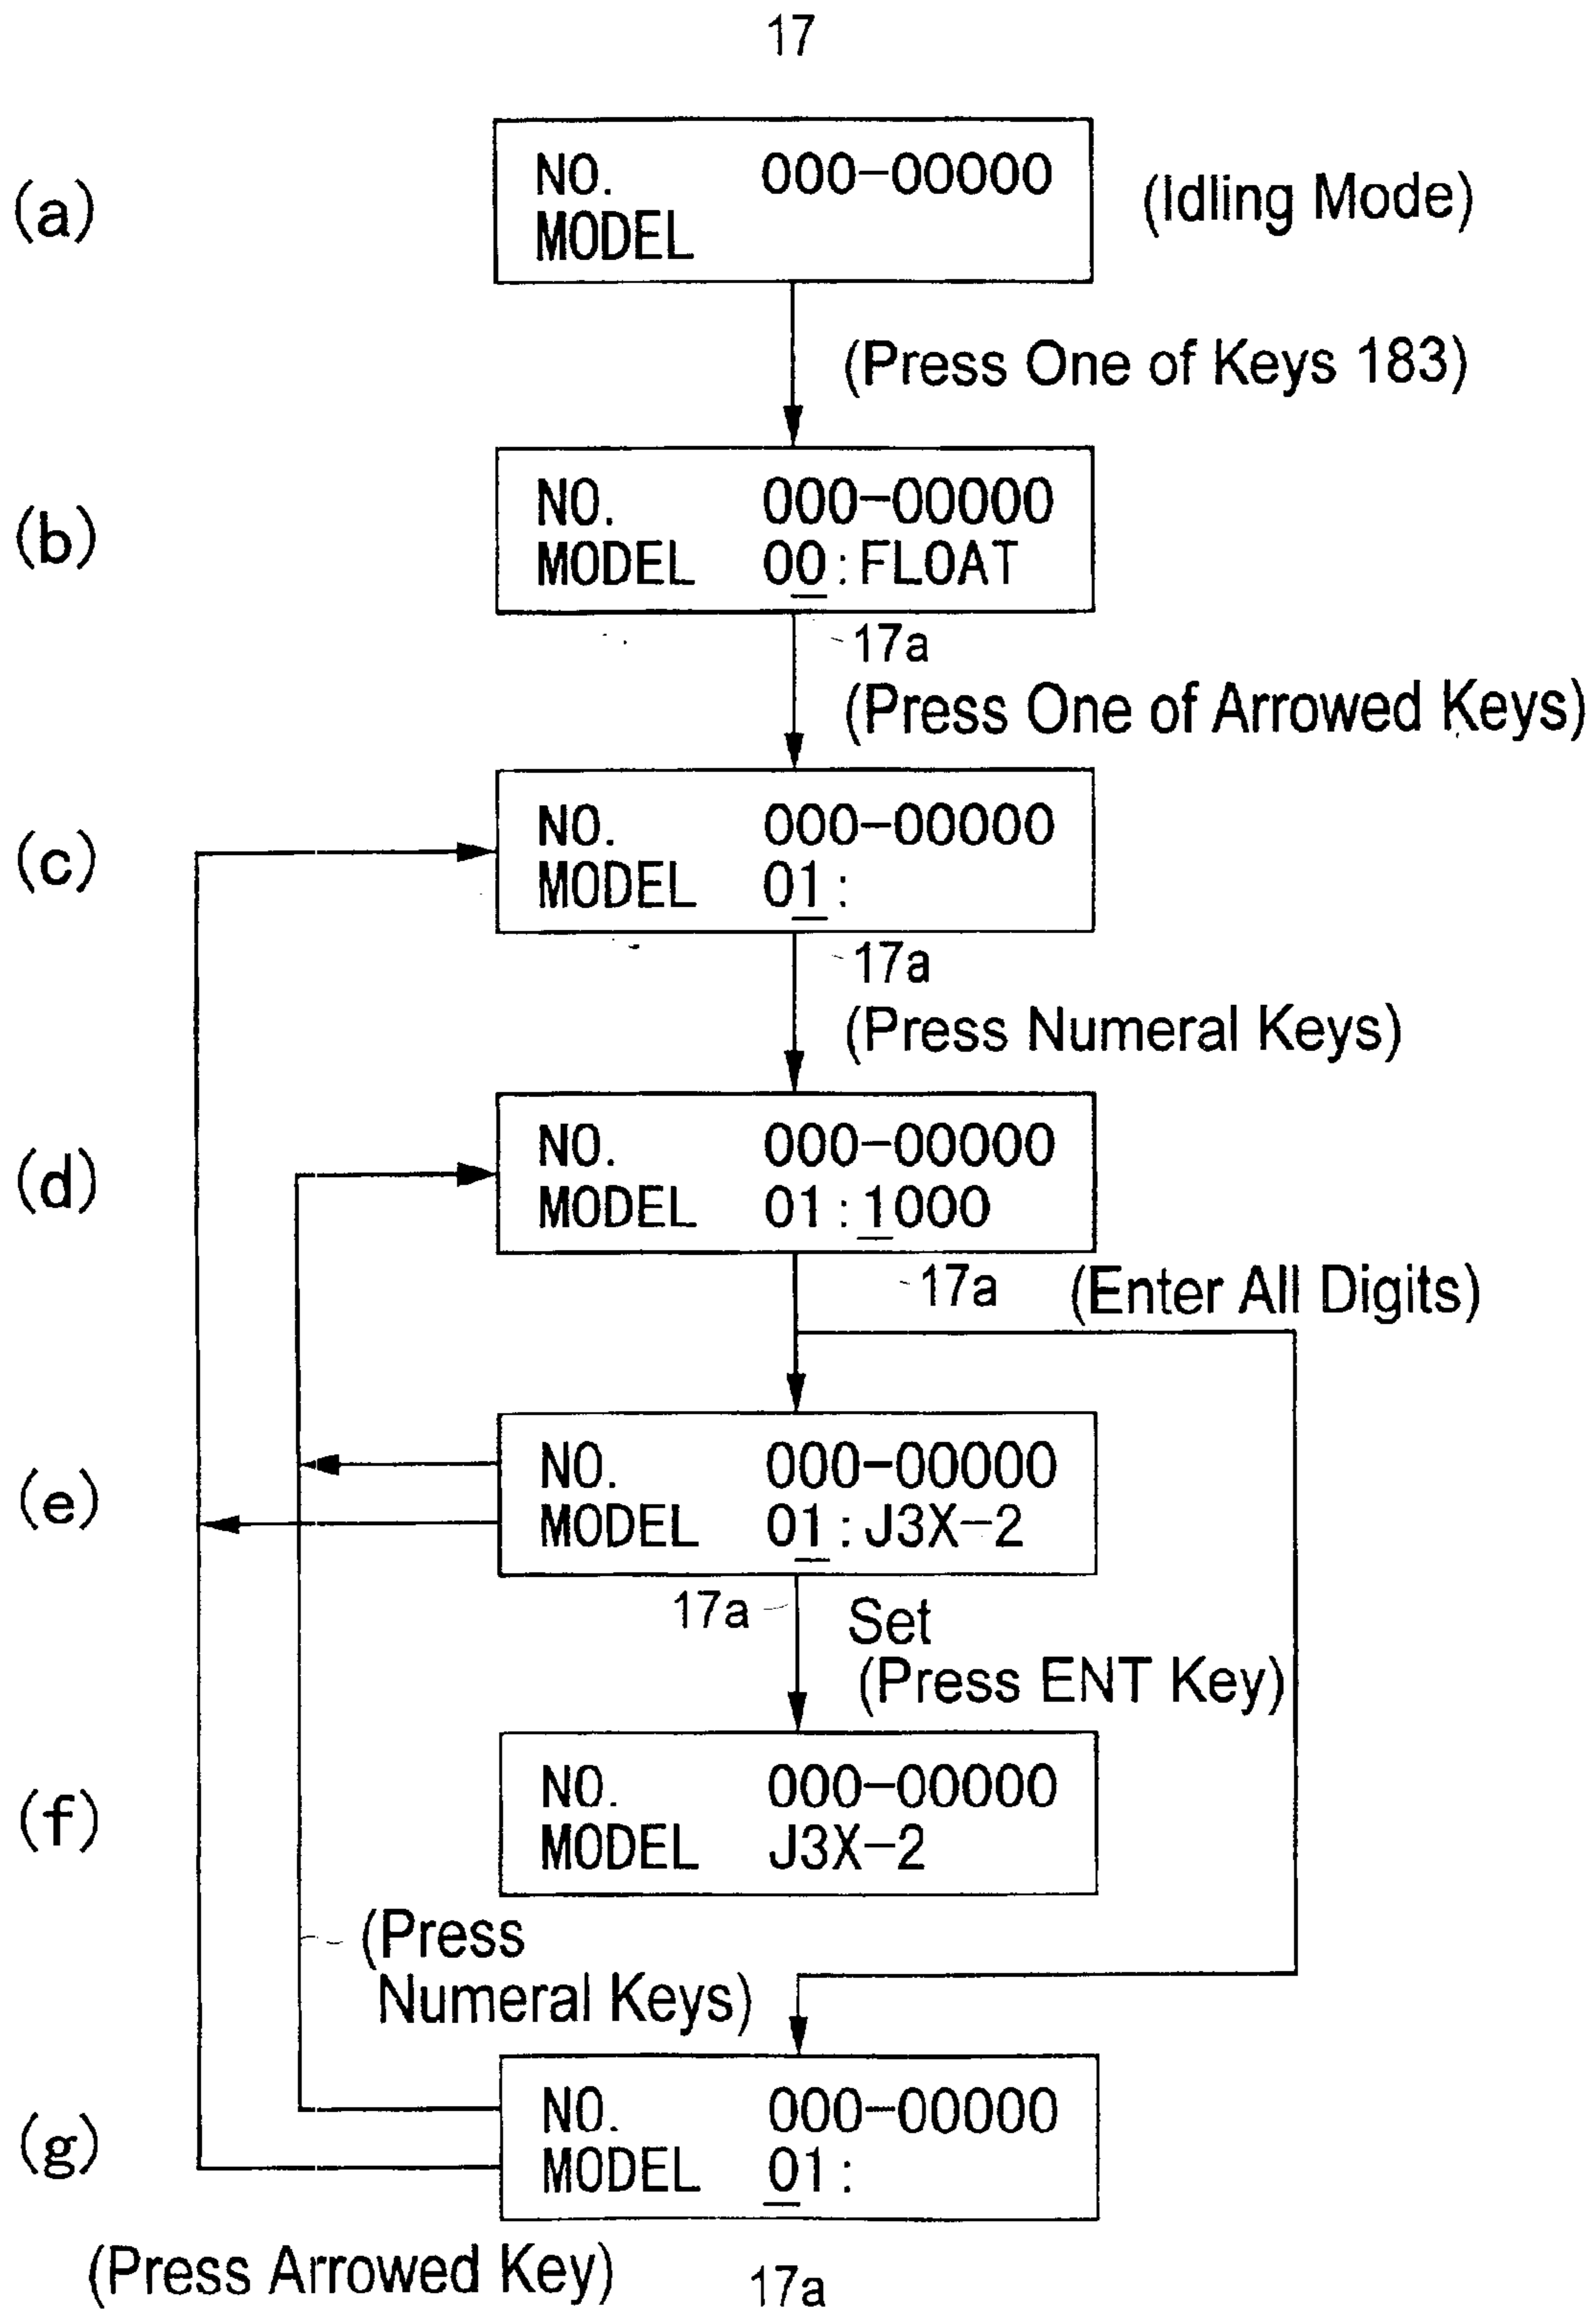 17
(a)
NO. 000-00000
MODEL
(Idling Mode)
(Press One of Keys 183)
(b)
NO. 000-00000
MODEL 00:FLOAT
17a
(Press One of Arrowed Keys)
(c)
NO. 000-00000
MODEL 01:
17a
(Press Numeral Keys)
(d)
NO. 000-00000
MODEL 01:1000
17a
(Enter All Digits)
(e)
NO. 000-00000
MODEL 01:J3X-2
17a
Set
(Press ENT Key)
(f)
NO. 000-00000
MODEL J3X-2
(Press
Numeral Keys)
(g)
NO. 000-00000
MODEL 01:
(Press Arrowed Key)
17a